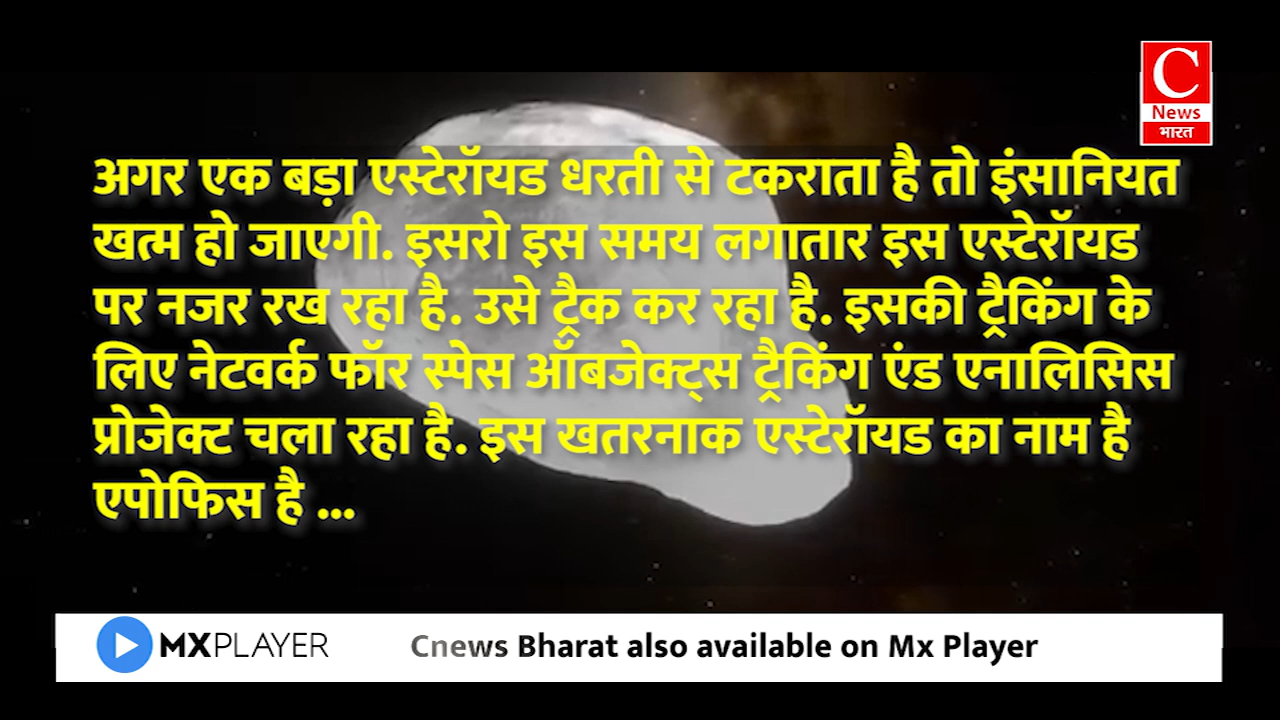 C
News
भारत
अगर एक बड़ा एस्टेरॉयड धरती से टकराता है तो इंसानियत
खत्म हो जाएगी. इसरो इस समय लगातार इस एस्टेरॉयड
पर नजर रख रहा है. उसे ट्रैक कर रहा है. इसकी ट्रैकिंग के
लिए नेटवर्क फॉर स्पेस ऑबजेक्ट्स ट्रैकिंग एंड एनालिसिस
प्रोजेक्ट चला रहा है. इस खतरनाक एस्टेरॉयड का नाम है
एपोफिस है ...
MXPLAYER
Cnews Bharat also available on Mx Player